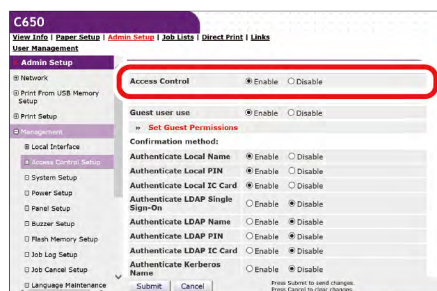 C650
View Info | Paper Setup | Admin Setup | Job Lists | Direct Print | Links
User Management
Admin Setup
Network
Print From USB Memory
Setup
Print Setup
Management
Local Interface
Access Control Setup
System Setup
Power Setup
Panel Setup
Buzzer Setup
Flash Memory Setup
Job Log Setup
Job Cancel Setup
Language Maintenance
Access Control Enable Disable
Guest user use Enable Disable
Set Guest Permissions
Confirmation method:
Authenticate Local Name Enable Disable
Authenticate Local PIN Enable Disable
Authenticate Local IC Card Enable Disable
Authenticate LDAP Single
Sign-On Enable Disable
Authenticate LDAP Name Enable Disable
Authenticate LDAP PIN Enable Disable
Authenticate LDAP IC Card Enable Disable
Authenticate Kerberos
Name Enable Disable
Submit Cancel
Press Submit to send changes.
Press Cancel to clear changes.